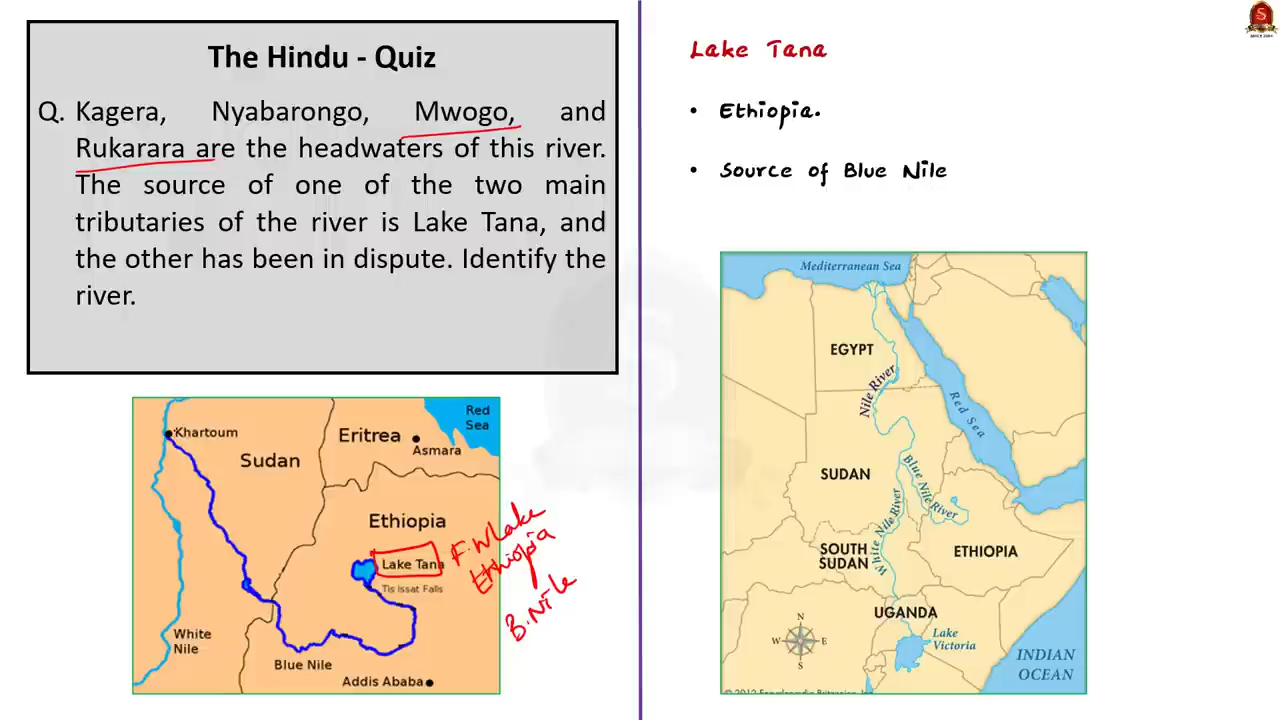 The Hindu - Quiz
Q. Kagera, Nyabarongo, Mwogo, and
Rukarara are the headwaters of this river.
The source of one of the two main
tributaries of the river is Lake Tana, and
the other has been in dispute. Identify the
river.
Khartoum
Sudan
Eritrea
Asmara
Red
Sea
Ethiopia
Lake Tana
Tis Issat Falls
White
Nile
Blue Nile
Addis Ababa
F.W Lake
Ethiopia
B. Nile
Lake Tana
• Ethiopia.
• Source of Blue Nile
Mediterranean Sea
EGYPT
Nile River
Red Sea
SUDAN
Blue Nile River
White Nile River
SOUTH
SUDAN
ETHIOPIA
UGANDA
N
W E
S
Lake
Victoria
INDIAN
OCEAN
S